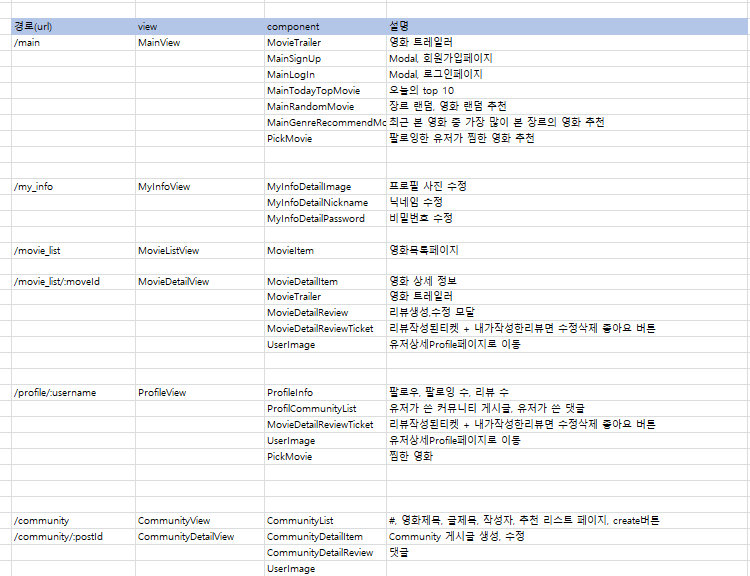 경로(url) view component 설명
/main MainView MovieTrailer 영화 트레일러
MainSignUp Modal, 회원가입페이지
MainLogIn Modal, 로그인페이지
MainTodayTopMovie 오늘의 top 10
MainRandomMovie 장르 랜덤, 영화 랜덤 추천
MainGenreRecommendMc 최근 본 영화 중 가장 많이 본 장르의 영화 추천
PickMovie 팔로잉한 유저가 찜한 영화 추천
/my_info MyInfoView MyInfoDetailImage 프로필 사진 수정
MyInfoDetailNickname 닉네임 수정
MyInfoDetailPassword 비밀번호 수정
/movie_list MovieListView MovieItem 영화목록페이지
/movie_list/:moveId MovieDetailView MovieDetailItem 영화 상세 정보
MovieTrailer 영화 트레일러
MovieDetailReview 리뷰생성,수정 모달
MovieDetailReviewTicket 리뷰작성된티켓 + 내가작성한리뷰면 수정삭제 좋아요 버튼
UserImage 유저상세Profile페이지로 이동
/profile/:username ProfileView ProfileInfo 팔로우, 팔로잉 수, 리뷰 수
ProfilCommunityList 유저가 쓴 커뮤니티 게시글, 유저가 쓴 댓글
MovieDetailReviewTicket 리뷰작성된티켓 + 내가작성한리뷰면 수정삭제 좋아요 버튼
UserImage 유저상세Profile페이지로 이동
PickMovie 찜한 영화
/community CommunityView CommunityList #, 영화제목, 글제목, 작성자, 추천 리스트 페이지, create버튼
/community/:postId CommunityDetailView CommunityDetailItem Community 게시글 생성, 수정
CommunityDetailReview 댓글
UserImage